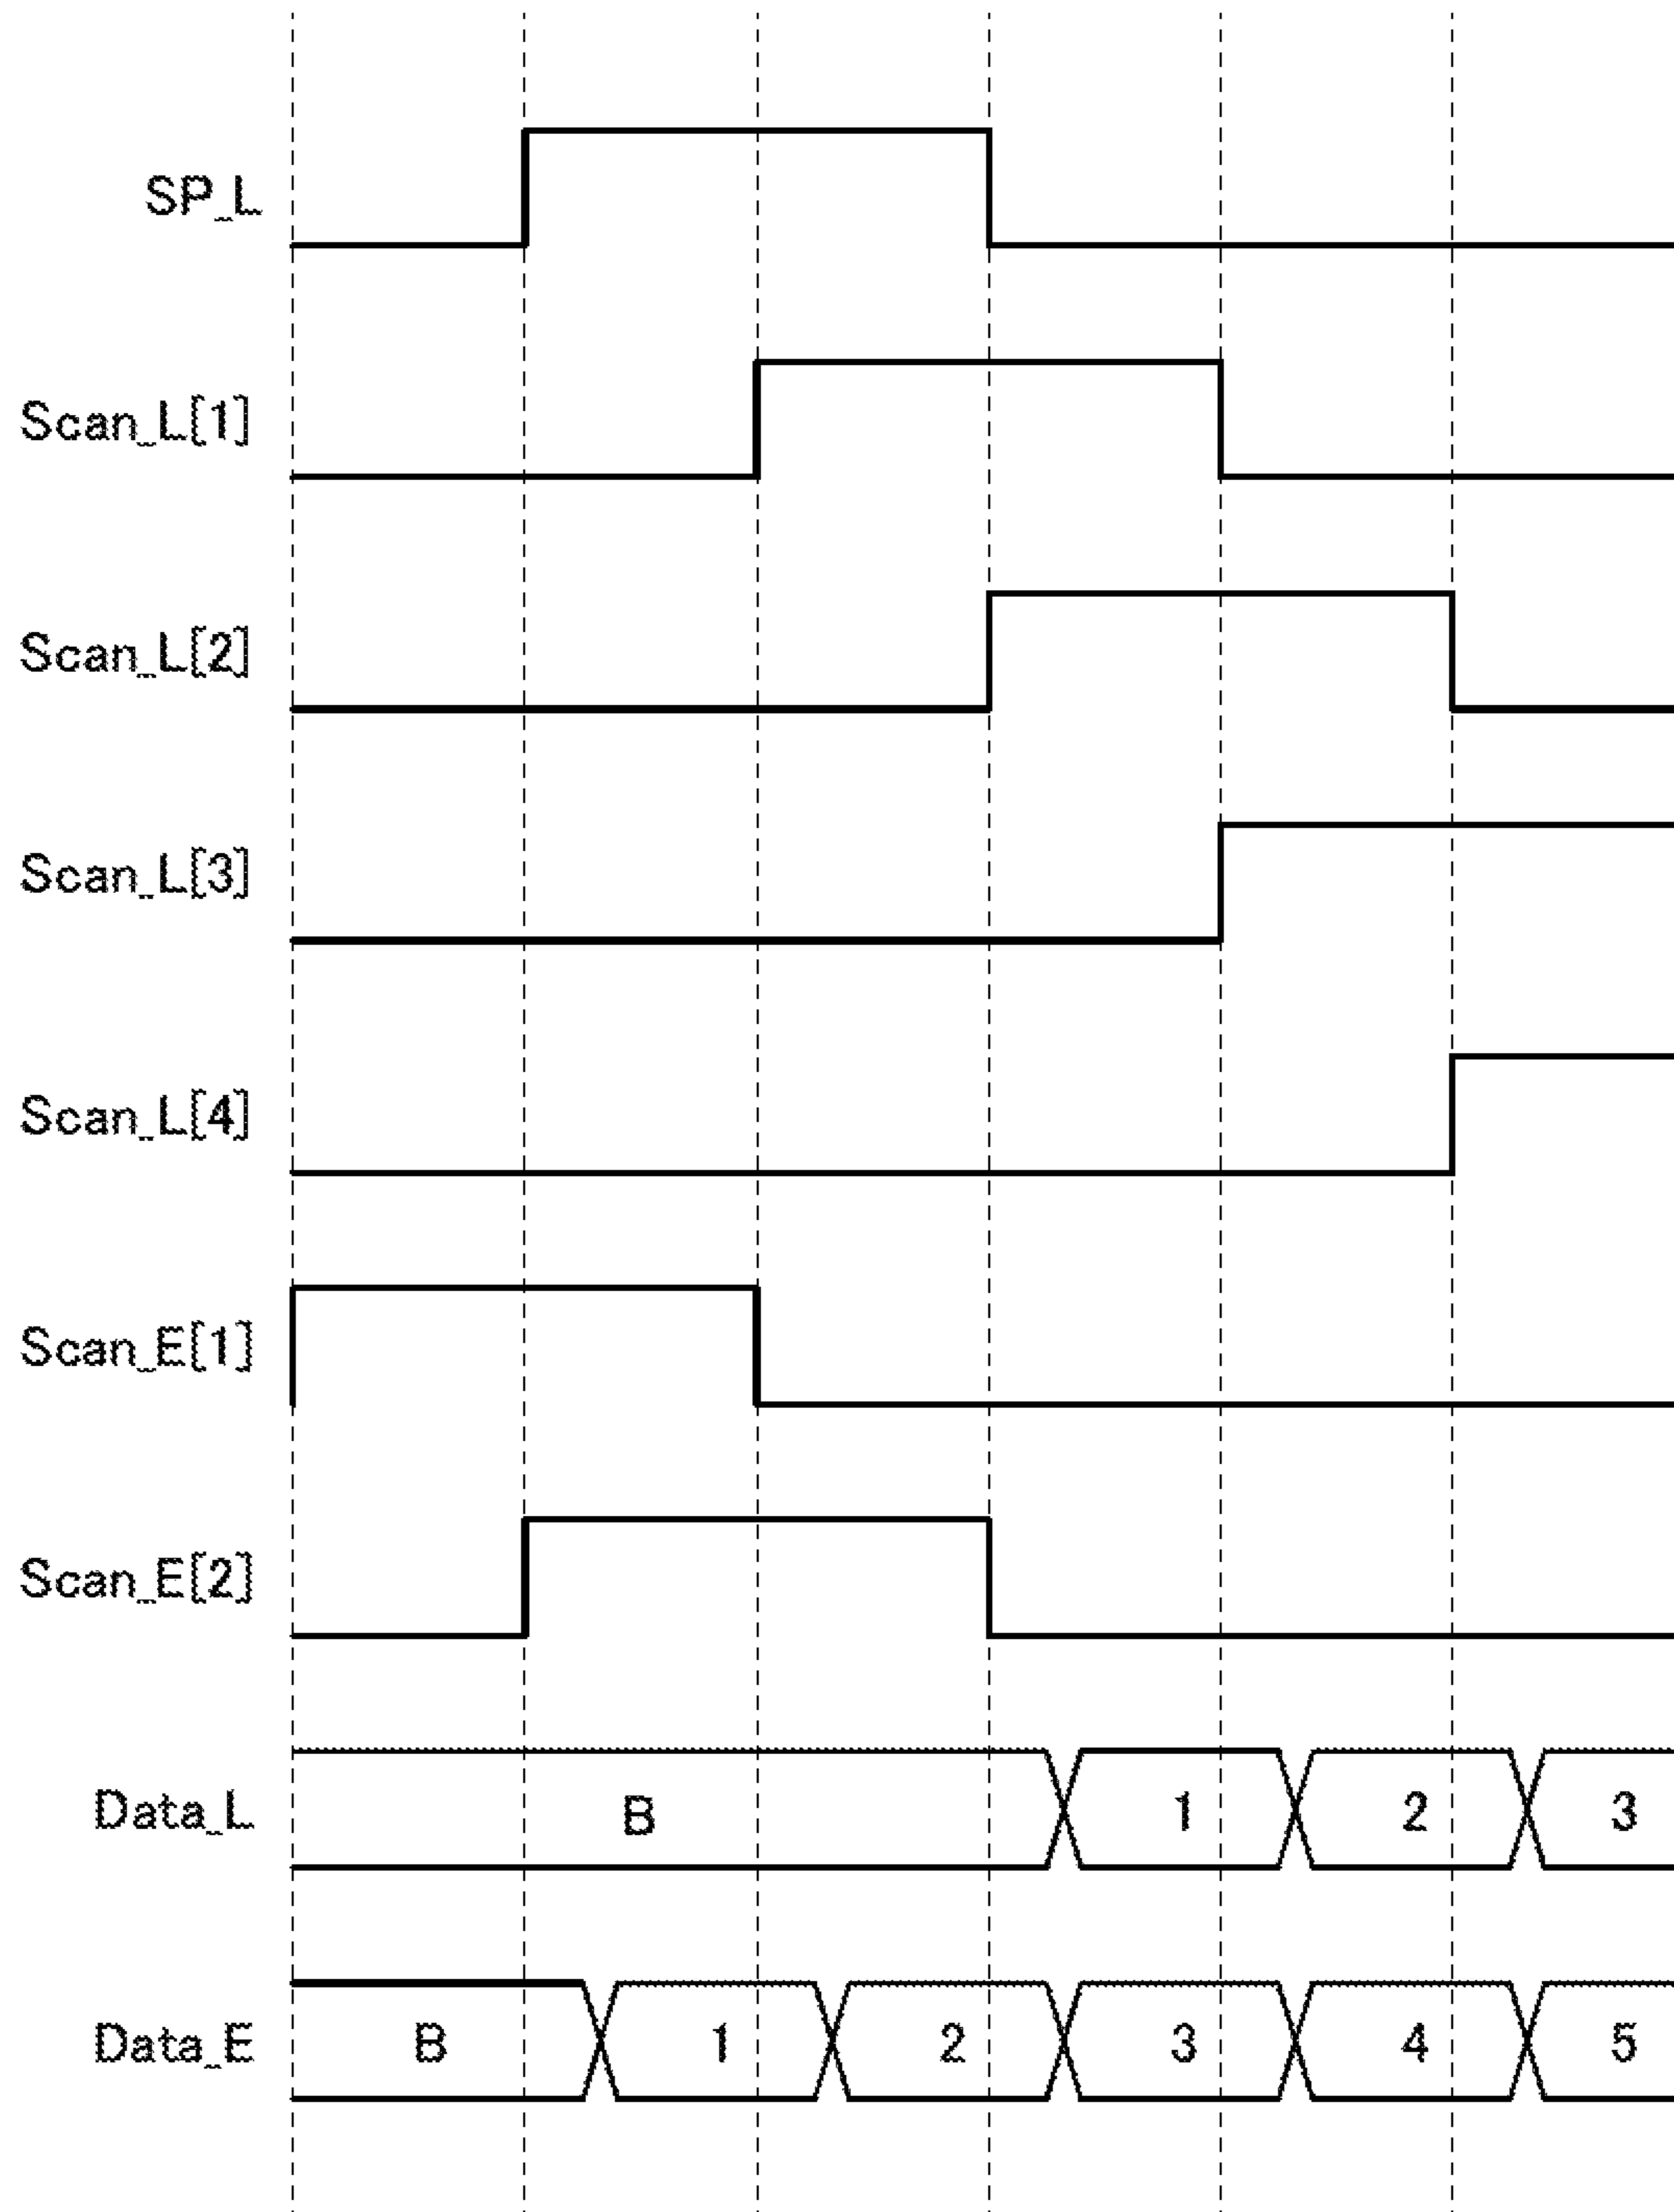 SP_L
Scan_L[1]
Scan_L[2]
Scan_L[3]
Scan_L[4]
Scan_E[1]
Scan_E[2]
Data_L B 1 2 3
Data_E B 1 2 3 4 5